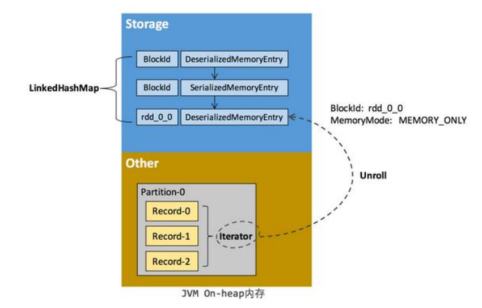 Storage
BlockId DeserializedMemoryEntry
LinkedHashMap
BlockId SerializedMemoryEntry
rdd_0_0 DeserializedMemoryEntry
BlockId: rdd_0_0
MemoryMode: MEMORY_ONLY
Other
Unroll
Partition-0
Record-0
Record-1
Iterator
Record-2
JVM On-heap内存